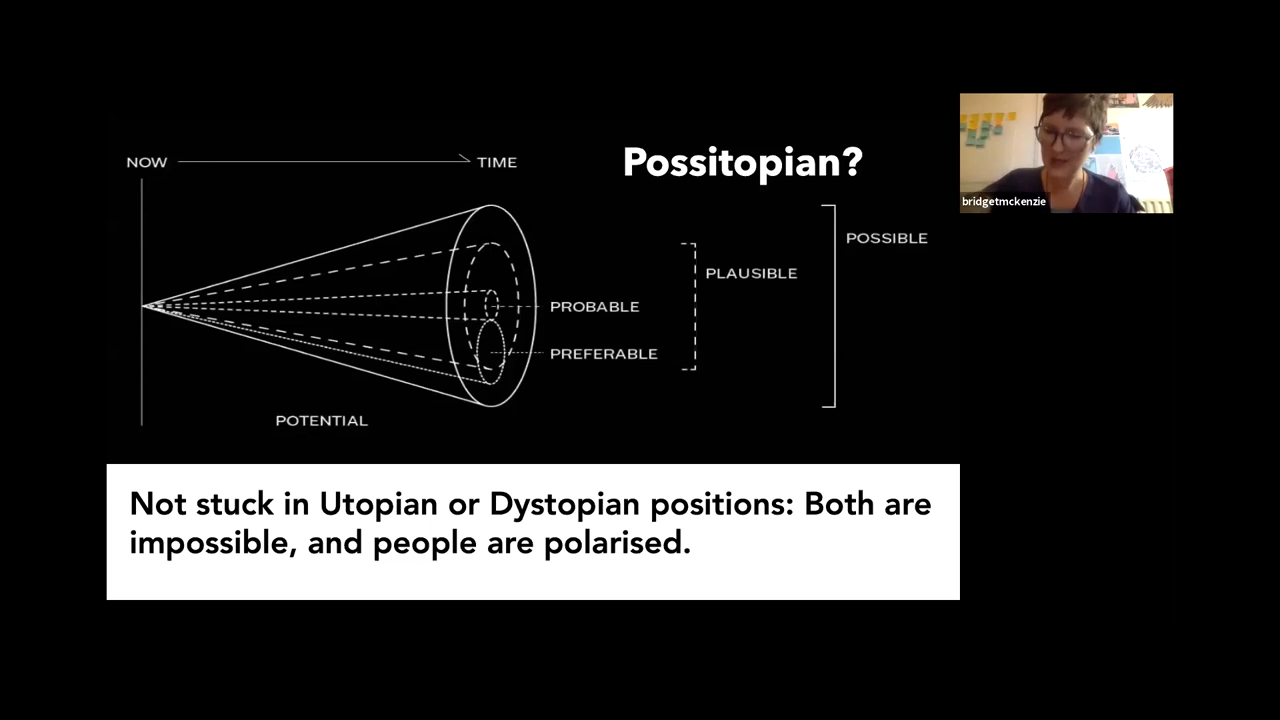 NOW
TIME
Possitopian?
POSSIBLE
PLAUSIBLE
PROBABLE
PREFERABLE
POTENTIAL
Not stuck in Utopian or Dystopian positions: Both are
impossible, and people are polarised.
bridgetmckenzie